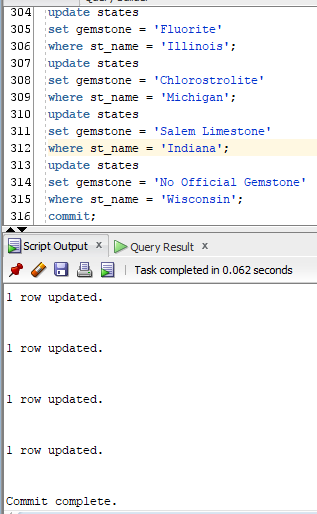 304 update states
305 set gemstone = 'Fluorite'
306 where st_name = 'Illinois';
307 update states
308 set gemstone = 'Chlorostrolite'
309 where st_name = 'Michigan';
310 update states
311 set gemstone = 'Salem Limestone'
312 where st_name = 'Indiana';
313 update states
314 set gemstone = 'No Official Gemstone'
315 where st_name = 'Wisconsin';
316 commit;
Script Output x Query Result x
Task completed in 0.062 seconds
1 row updated.
1 row updated.
1 row updated.
1 row updated.
Commit complete.